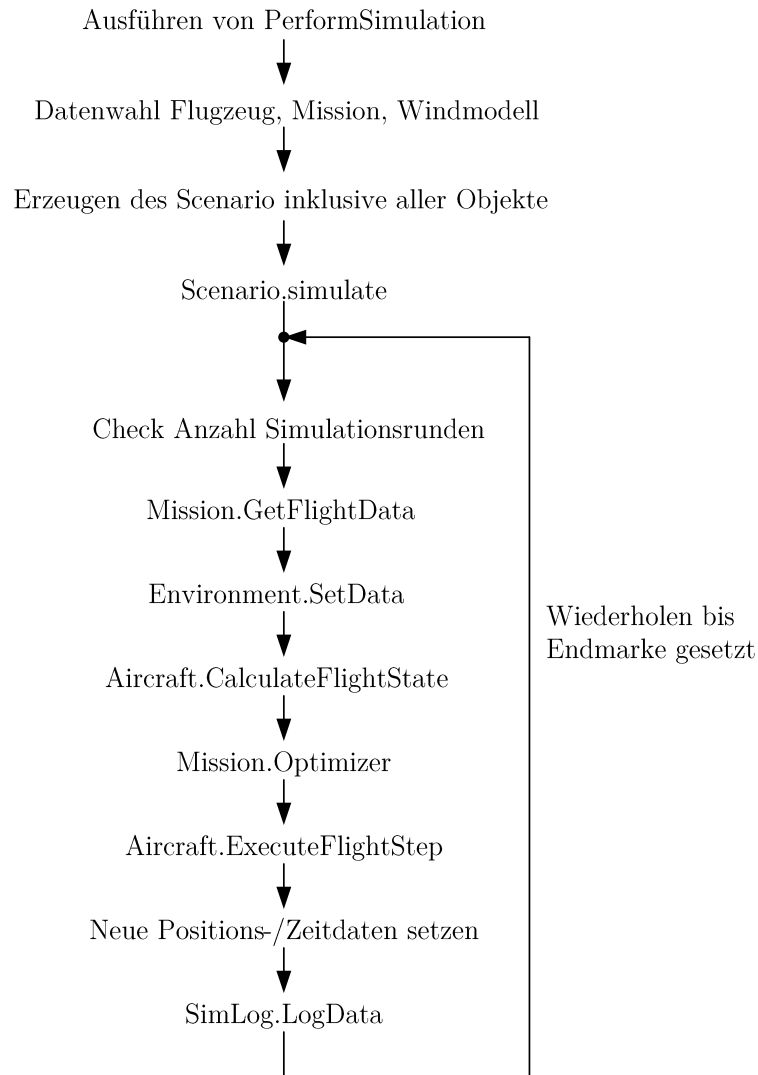 Ausführen von PerformSimulation
Datenwahl Flugzeug, Mission, Windmodell
Erzeugen des Scenario inklusive aller Objekte
Scenario.simulate
Check Anzahl Simulationsrunden
Mission.GetFlightData
Environment.SetData
Wiederholen bis
Endmarke gesetzt
Aircraft.CalculateFlightState
Mission.Optimizer
Aircraft.ExecuteFlightStep
Neue Positions-/Zeitdaten setzen
SimLog.LogData